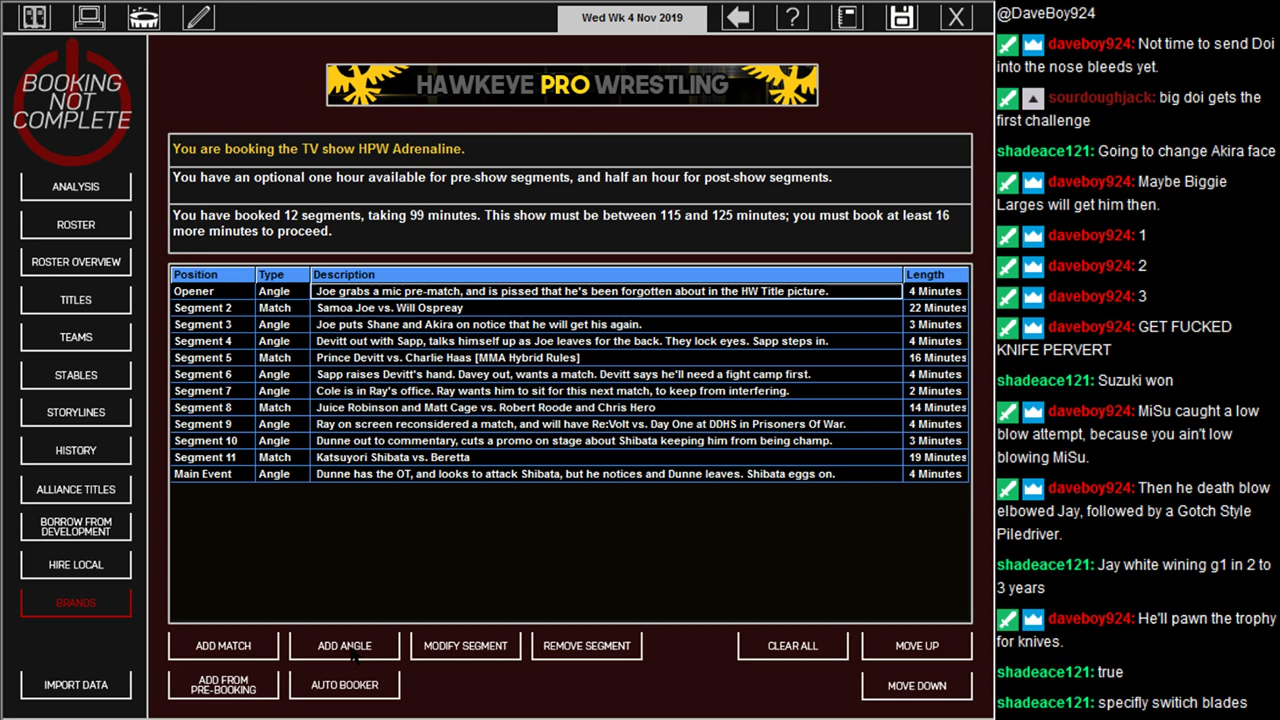 Wed Wk 4 Nov 2019
BOOKING
NOT
COMPLETE
HAWKEYE PRO WRESTLING
You are booking the TV show HPW Adrenaline.
You have an optional one hour available for pre-show segments, and half an hour for post-show segments.
You have booked 12 segments, taking 99 minutes. This show must be between 115 and 125 minutes; you must book at least 16
more minutes to proceed.
ANALYSIS
ROSTER
ROSTER OVERVIEW
TITLES
TEAMS
STABLES
STORYLINES
HISTORY
ALLIANCE TITLES
BORROW FROM
DEVELOPMENT
HIRE LOCAL
BRANDS
IMPORT DATA
Position Type Description Length
Opener Angle Joe grabs a mic pre-match, and is pissed that he's been forgotten about in the HW Title picture. 4 Minutes
Segment 2 Match Samoa Joe vs. Will Ospreay 22 Minutes
Segment 3 Angle Joe puts Shane and Akira on notice that he will get his again. 3 Minutes
Segment 4 Angle Devitt out with Sapp, talks himself up as Joe leaves for the back. They lock eyes. Sapp steps in. 4 Minutes
Segment 5 Match Prince Devitt vs. Charlie Haas [MMA Hybrid Rules] 16 Minutes
Segment 6 Angle Sapp raises Devitt's hand. Davey out, wants a match. Devitt says he'll need a fight camp first. 4 Minutes
Segment 7 Angle Cole is in Ray's office. Ray wants him to sit for this next match, to keep from interfering. 2 Minutes
Segment 8 Match Juice Robinson and Matt Cage vs. Robert Roode and Chris Hero 14 Minutes
Segment 9 Angle Ray on screen reconsidered a match, and will have Re:Volt vs. Day One at DDHS in Prisoners Of War. 4 Minutes
Segment 10 Angle Dunne out to commentary, cuts a promo on stage about Shibata keeping him from being champ. 3 Minutes
Segment 11 Match Katsuyori Shibata vs. Beretta 19 Minutes
Main Event Angle Dunne has the OT, and looks to attack Shibata, but he notices and Dunne leaves. Shibata eggs on. 4 Minutes
ADD MATCH ADD ANGLE MODIFY SEGMENT REMOVE SEGMENT CLEAR ALL MOVE UP
ADD FROM
PRE-BOOKING
AUTO BOOKER MOVE DOWN
@DaveBoy924
daveboy924: Not time to send Doi
into the nose bleeds yet.
sourdoughjack: big doi gets the
first challenge
shadeace121: Going to change Akira face
daveboy924: Maybe Biggie
Larges will get him then.
daveboy924: 1
daveboy924: 2
daveboy924: 3
daveboy924: GET FUCKED
KNIFE PERVERT
shadeace121: Suzuki won
daveboy924: MiSu caught a low
blow attempt, because you ain't low
blowing MiSu.
daveboy924: Then he death blow
elbowed Jay, followed by a Gotch Style
Piledriver.
shadeace121: Jay white wining g1 in 2 to
3 years
daveboy924: He'll pawn the trophy
for knives.
shadeace121: true
shadeace121: specifly switich blades